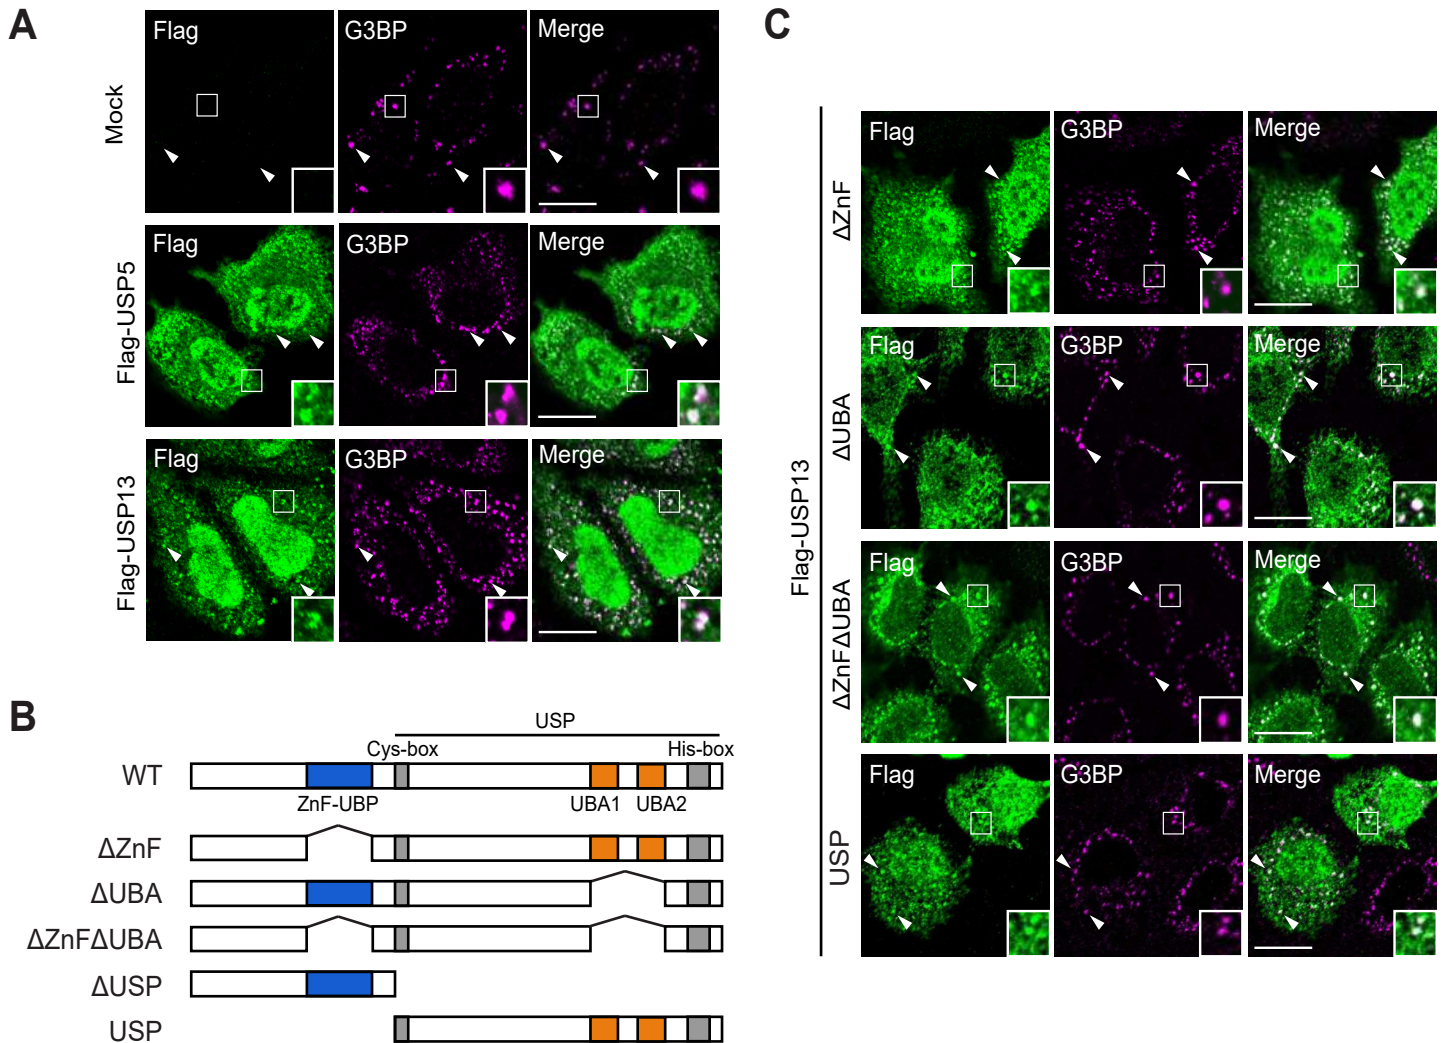 A
Flag G3BP Merge
Mock
Flag G3BP Merge
Flag-USP5
Flag G3BP Merge
Flag-USP13
B
USP
Cys-box His-box
WT
ZnF-UBP UBA1 UBA2
ΔZnF
ΔUBA
ΔZnFΔUBA
ΔUSP
USP
C
Flag-USP13
Flag G3BP Merge
ΔZnF
Flag G3BP Merge
ΔUBA
Flag G3BP Merge
ΔZnFΔUBA
Flag G3BP Merge
USP